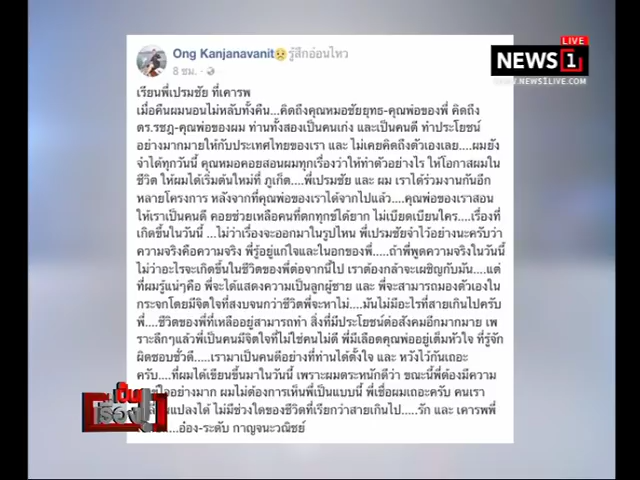 LIVE
NEWS 1
WWW.NEWS1LIVE.COM
Ong Kanjanavanit รู้สึกอ่อนไหว
8 ชม. ·
เรียนพี่เปรมชัย ที่เคารพ
เมื่อคืนผมนอนไม่หลับทั้งคืน...คิดถึงคุณหมอชัยยุทธ-คุณพ่อของพี่ คิดถึง
ดร.รชฎ-คุณพ่อของผม ท่านทั้งสองเป็นคนเก่ง และเป็นคนดี ทำประโยชน์
อย่างมากมายให้กับประเทศไทยของเรา และ ไม่เคยคิดถึงตัวเองเลย....ผมยัง
จำได้ทุกวันนี้ คุณหมอคอยสอนผมทุกเรื่องว่าให้ทำตัวอย่างไร ให้โอกาสผมใน
ชีวิต ให้ผมได้เริ่มต้นใหม่ที่ ภูเก็ต....พี่เปรมชัย และ ผม เราได้ร่วมงานกันอีก
หลายโครงการ หลังจากที่คุณพ่อของเราได้จากไปแล้ว....คุณพ่อของเราสอน
ให้เราเป็นคนดี คอยช่วยเหลือคนที่ตกทุกข์ได้ยาก ไม่เบียดเบียนใคร....เรื่องที่
เกิดขึ้นในวันนี้ ...ไม่ว่าเรื่องจะออกมาในรูปไหน พี่เปรมชัยจำไว้อย่างนะครับว่า
ความจริงคือความจริง พี่รู้อยู่แก่ใจและในอกของพี่.....ถ้าพี่พูดความจริงในวันนี้
ไม่ว่าอะไรจะเกิดขึ้นในชีวิตของพี่ต่อจากนี้ไป เราต้องกล้าจะเผชิญกับมัน....แต่
ที่ผมรู้แน่ๆคือ พี่จะได้แสดงความเป็นลูกผู้ชาย และ พี่จะสามารถมองตัวเองใน
กระจกโดยมีจิตใจที่สงบจนกว่าชีวิตพี่จะหาไม่....มันไม่มีอะไรที่สายเกินไปครับ
พี่....ชีวิตของพี่ที่เหลืออยู่สามารถทำ สิ่งที่มีประโยชน์ต่อสังคมอีกมากมาย เพ
ราะลึกๆแล้วพี่เป็นคนมีจิตใจที่ไม่ใช่คนไม่ดี พี่มีเลือดคุณพ่ออยู่เต็มหัวใจ ที่รู้จัก
ผิดชอบชั่วดี.....เรามาเป็นคนดีอย่างที่ท่านได้ตั้งใจ และ หวังไว้กันเถอะ
ครับ....ที่ผมได้เขียนขึ้นมาในวันนี้ เพราะผมตระหนักดีว่า ขณะนี้พี่ต้องมีความ
อย่างมาก ผมไม่ต้องการเห็นพี่เป็นแบบนี้ พี่เชื่อผมเถอะครับ คนเรา
แปลงได้ ไม่มีช่วงใดของชีวิตที่เรียกว่าสายเกินไป.....รัก และ เคารพพี่
...อ๋อง-ระดับ กาญจนะวณิชย์
เป็น
เรื่อง